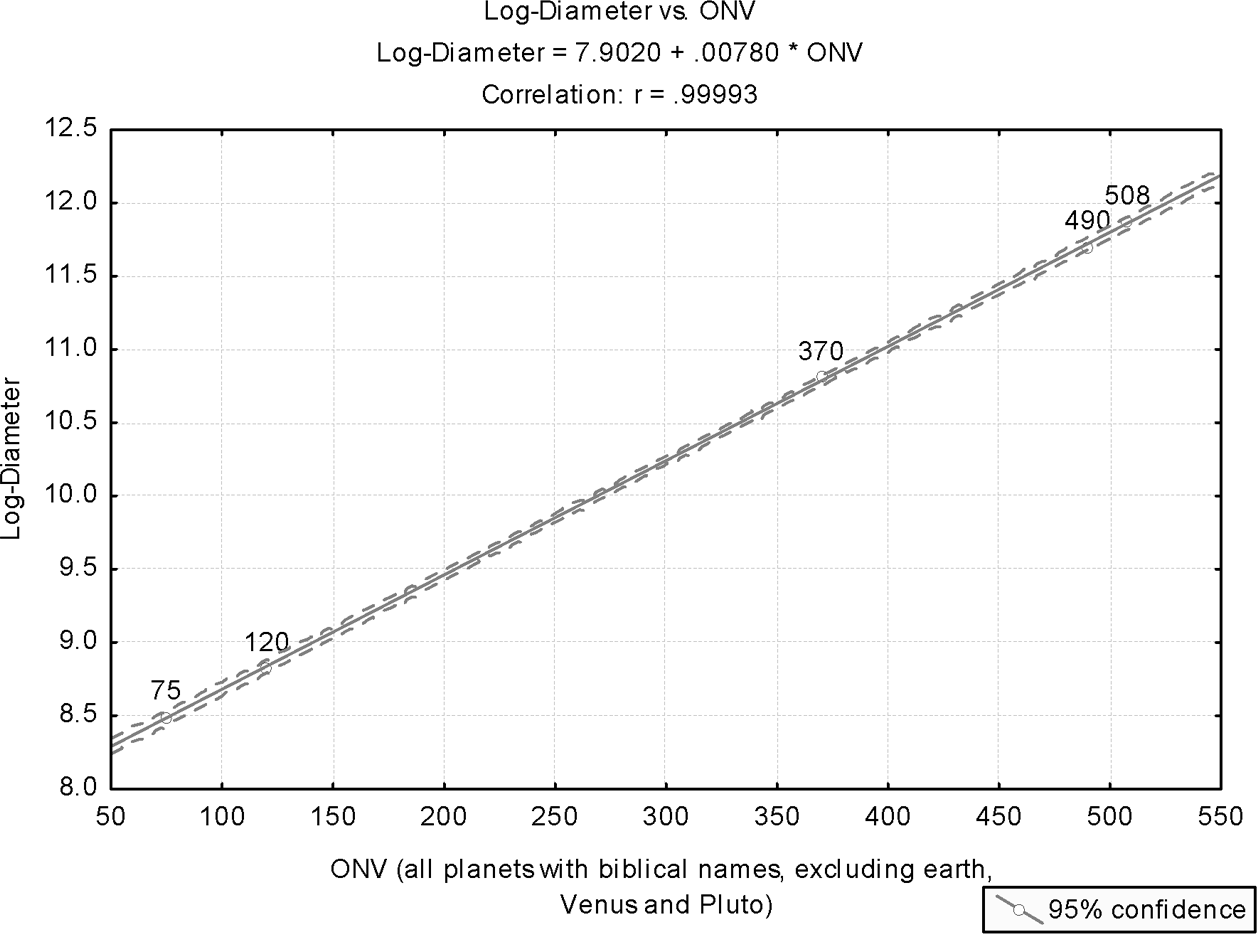 Log-Diameter vs. ONV
Log-Diameter = 7.9020 + .00780 * ONV
Correlation: r = .99993
12.5
12.0
11.5
11.0
10.5
10.0
9.5
9.0
8.5
8.0
Log-Diameter
508
490
370
120
75
50 100 150 200 250 300 350 400 450 500 550
ONV (all planets with biblical names, excluding earth,
Venus and Pluto)
95% confidence